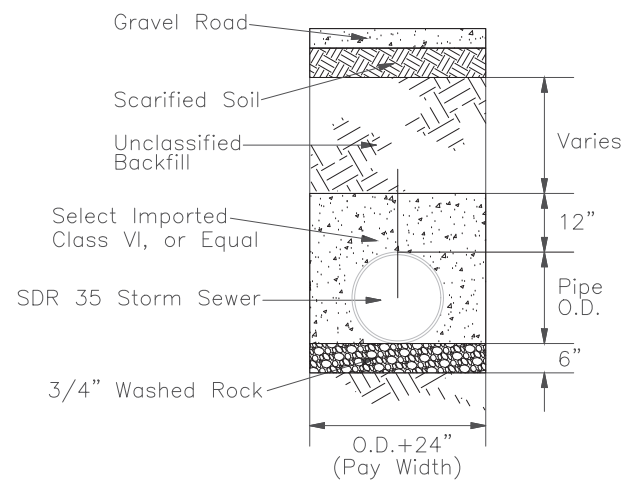 Gravel Road
Scarified Soil
Unclassified
Backfill
Varies
Select Imported
Class VI, or Equal
12”
SDR 35 Storm Sewer
Pipe
O.D.
6”
3/4” Washed Rock
O.D.+24”
(Pay Width)